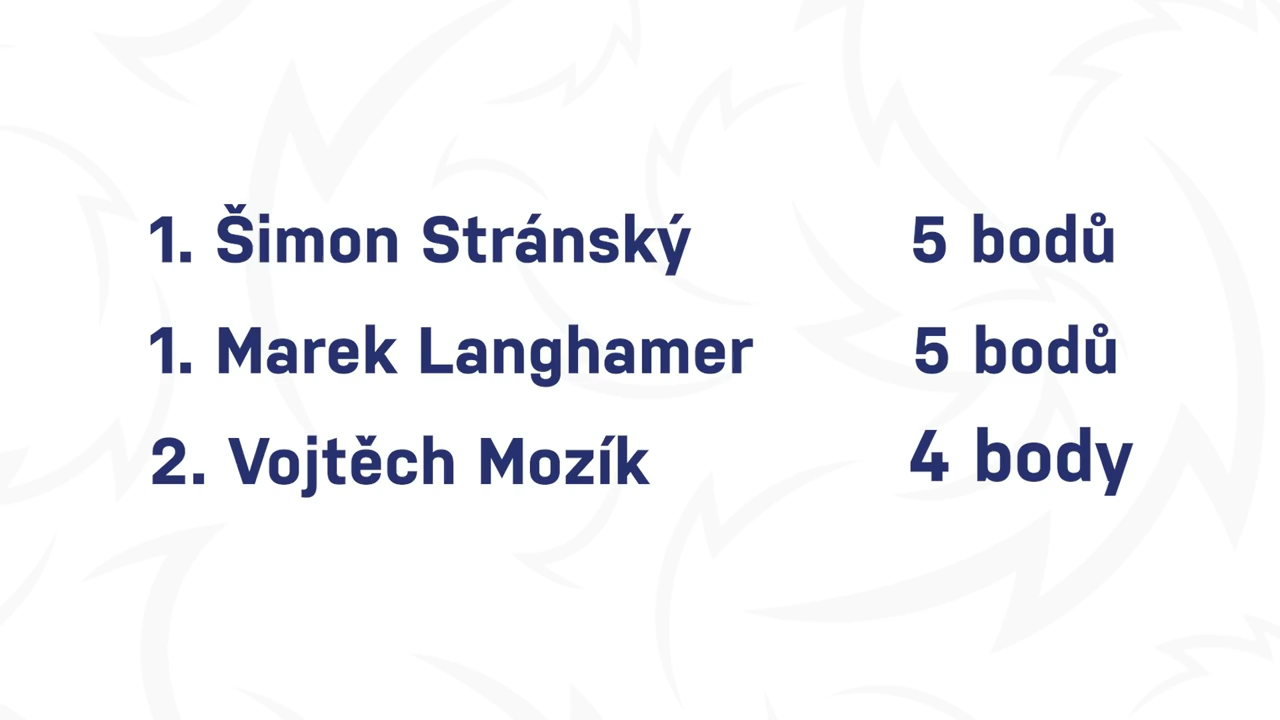 1. Šimon Stránský 5 bodů
1. Marek Langhamer 5 bodů
2. Vojtěch Mozík 4 body